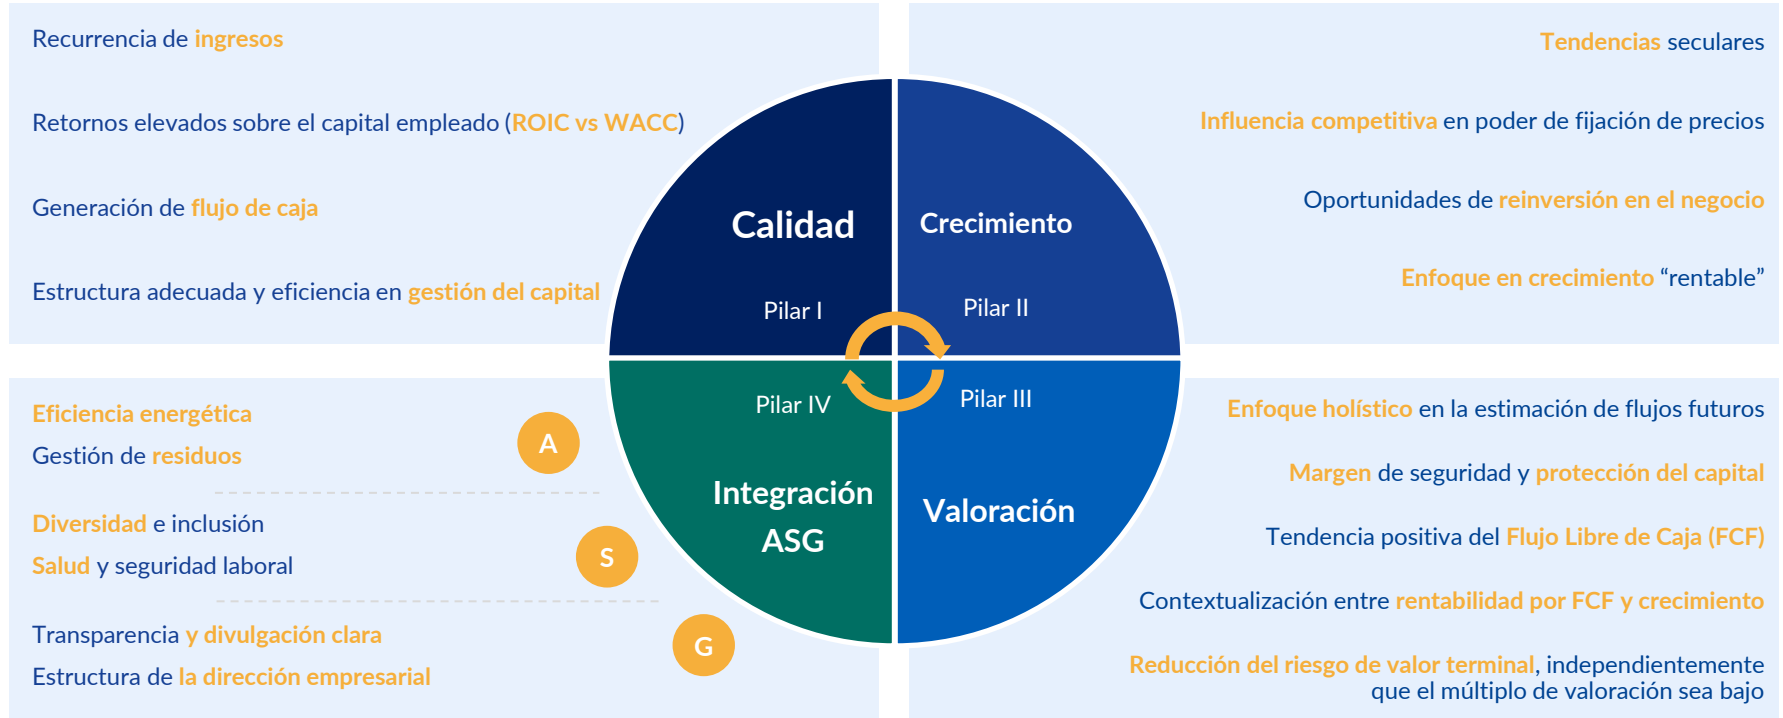 Recurrencia de ingresos
Retornos elevados sobre el capital empleado (ROIC vs WACC)
Generación de flujo de caja
Estructura adecuada y eficiencia en gestión del capital
Calidad
Pilar I
Tendencias seculares
Influencia competitiva en poder de fijación de precios
Oportunidades de reinversión en el negocio
Enfoque en crecimiento “rentable”
Crecimiento
Pilar II
Eficiencia energética
Gestión de residuos
A
Diversidad e inclusión
Salud y seguridad laboral
S
Transparencia y divulgación clara
Estructura de la dirección empresarial
G
Pilar IV
Integración
ASG
Pilar III
Valoración
Enfoque holístico en la estimación de flujos futuros
Margen de seguridad y protección del capital
Tendencia positiva del Flujo Libre de Caja (FCF)
Contextualización entre rentabilidad por FCF y crecimiento
Reducción del riesgo de valor terminal, independientemente
que el múltiplo de valoración sea bajo